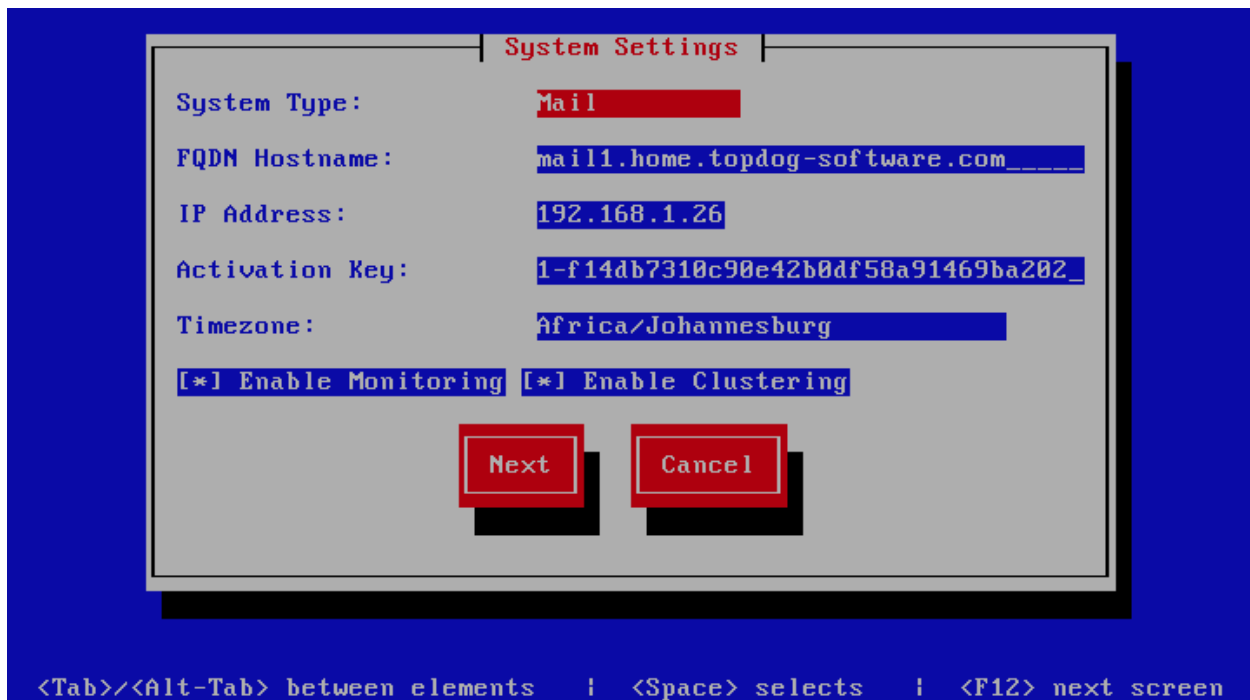 System Settings
System Type: Mail
FQDN Hostname: mail1.home.topdog-software.com_____
IP Address: 192.168.1.26
Activation Key: 1-f14db7310c90e42b0df58a91469ba202_
Timezone: Africa/Johannesburg
[*] Enable Monitoring [*] Enable Clustering
Next Cancel
<Tab>/<Alt-Tab> between elements | <Space> selects | <F12> next screen